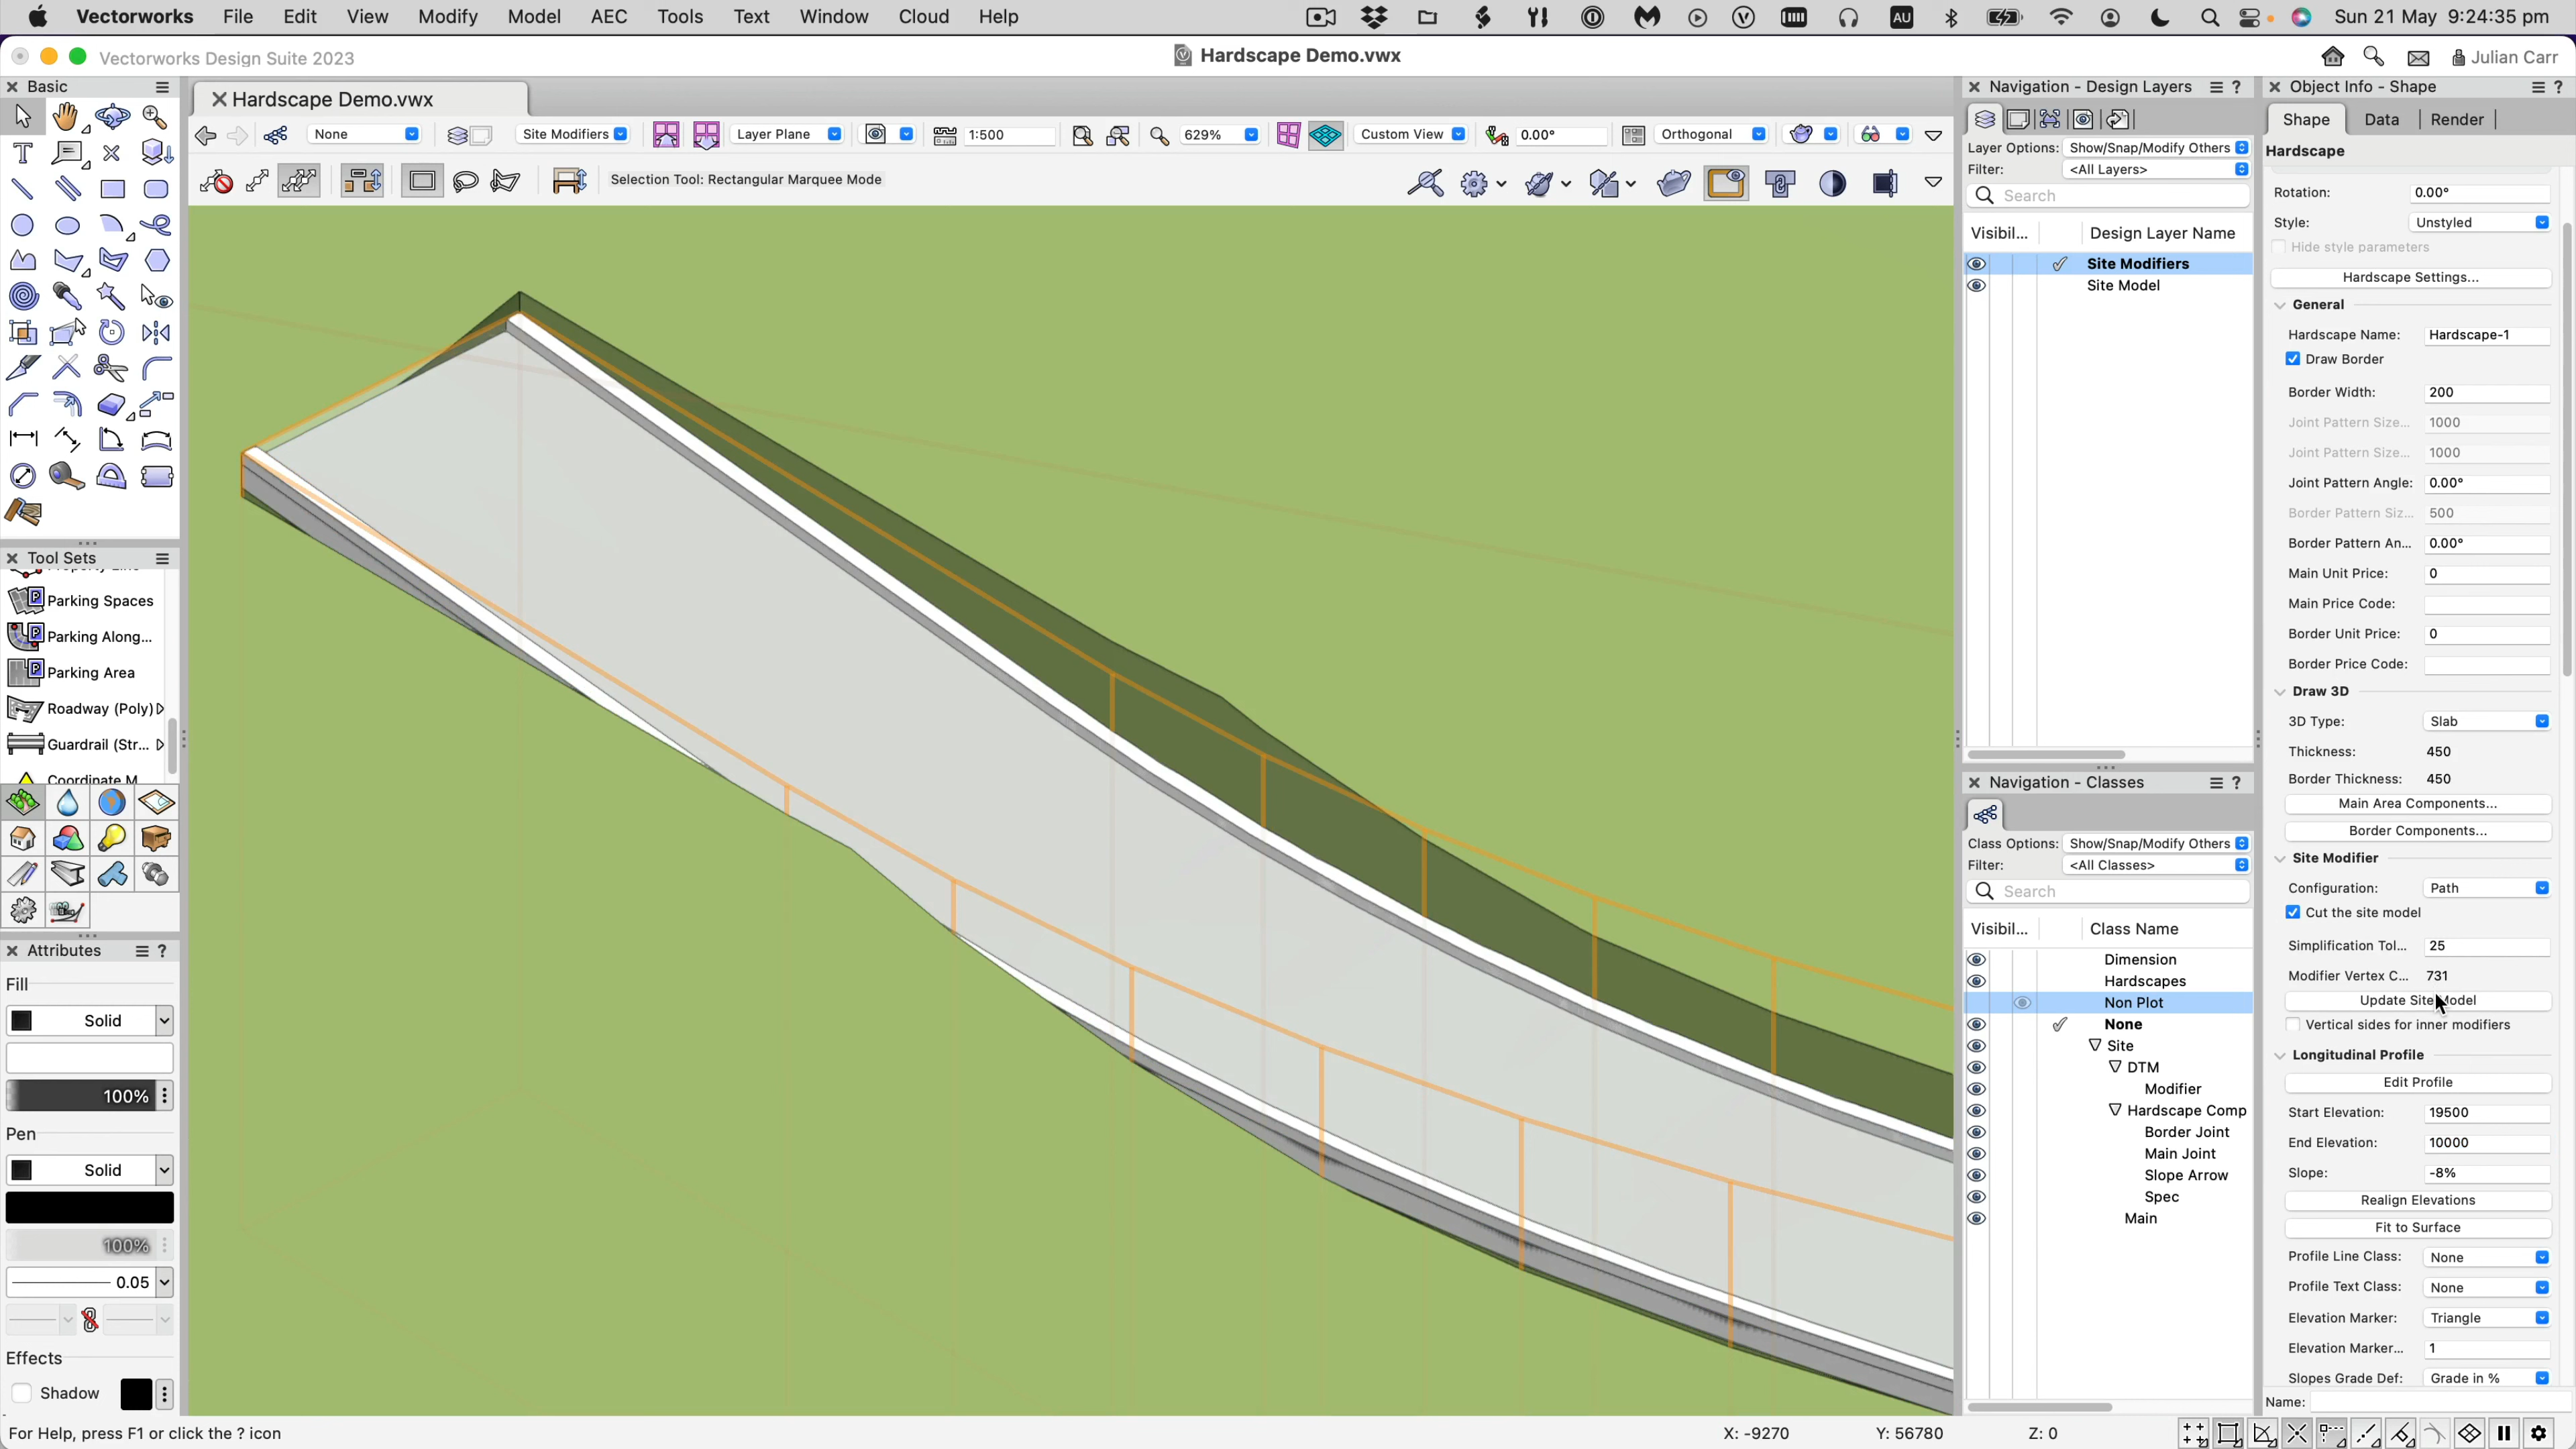 Vectorworks File Edit View Modify Model AEC Tools Text Window Cloud Help Sun 21 May 9:24:35 pm
Vectorworks Design Suite 2023 Hardscape Demo.vwx Julian Carr
Basic
Hardscape Demo.vwx
None Site Modifiers Layer Plane 1:500 629% Custom View 0.00° Orthogonal
Selection Tool: Rectangular Marquee Mode
Tool Sets
Parking Spaces
Parking Along...
Parking Area
Roadway (Poly)
Guardrail (Str...
Coordinate M
Attributes
Fill
Solid
100%
Pen
Solid
100%
0.05
Effects
Shadow
Navigation - Design Layers
Layer Options: Show/Snap/Modify Others
Filter: <All Layers>
Search
Visibil... Design Layer Name
Site Modifiers
Site Model
Navigation - Classes
Class Options: Show/Snap/Modify Others
Filter: <All Classes>
Search
Visibil... Class Name
Dimension
Hardscapes
Non Plot
None
Site
DTM
Modifier
Hardscape Comp
Border Joint
Main Joint
Slope Arrow
Spec
Main
Object Info - Shape
Shape Data Render
Hardscape
Rotation: 0.00°
Style: Unstyled
Hide style parameters
Hardscape Settings...
General
Hardscape Name: Hardscape-1
Draw Border
Border Width: 200
Joint Pattern Size... 1000
Joint Pattern Size... 1000
Joint Pattern Angle: 0.00°
Border Pattern Siz... 500
Border Pattern An... 0.00°
Main Unit Price: 0
Main Price Code:
Border Unit Price: 0
Border Price Code:
Draw 3D
3D Type: Slab
Thickness: 450
Border Thickness: 450
Main Area Components...
Border Components...
Site Modifier
Configuration: Path
Cut the site model
Simplification Tol... 25
Modifier Vertex C... 731
Update Site Model
Vertical sides for inner modifiers
Longitudinal Profile
Edit Profile
Start Elevation: 19500
End Elevation: 10000
Slope: -8%
Realign Elevations
Fit to Surface
Profile Line Class: None
Profile Text Class: None
Elevation Marker: Triangle
Elevation Marker... 1
Slopes Grade Def: Grade in %
Name:
For Help, press F1 or click the ? icon X: -9270 Y: 56780 Z: 0